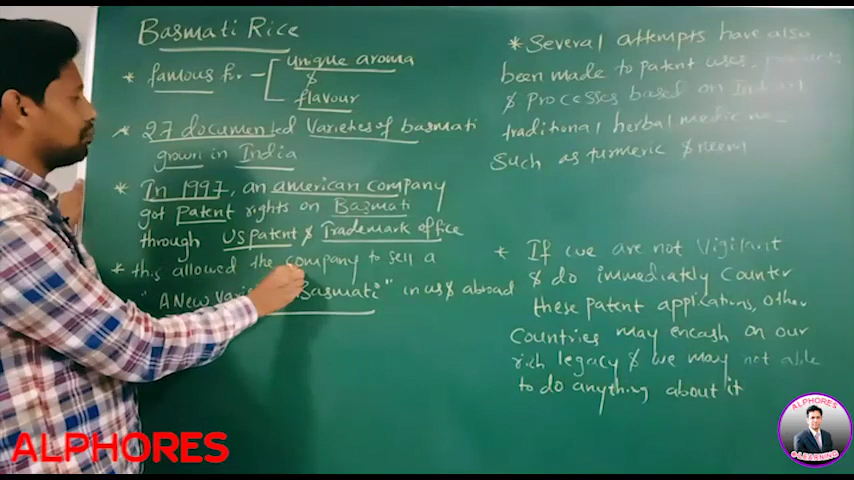 Basmati Rice
* famous for - unique aroma
&
flavour
* 27 documented varieties of basmati
grown in India
* In 1997, an american company
got Patent rights on Basmati
through US Patent & Trademark office
* this allowed the company to sell a
"A New Basmati" in us & abroad
* Several attempts have also
been made to patent uses, products
& Processes based on Indian
traditional herbal
Such as turmeric & neem
* If we are not Vigilant
& do immediately Counter
these patent applications, other
Countries may encash on our
rich legacy & we may not able
to do anything about it
ALPHORES
ALPHORES
e-LEARNING